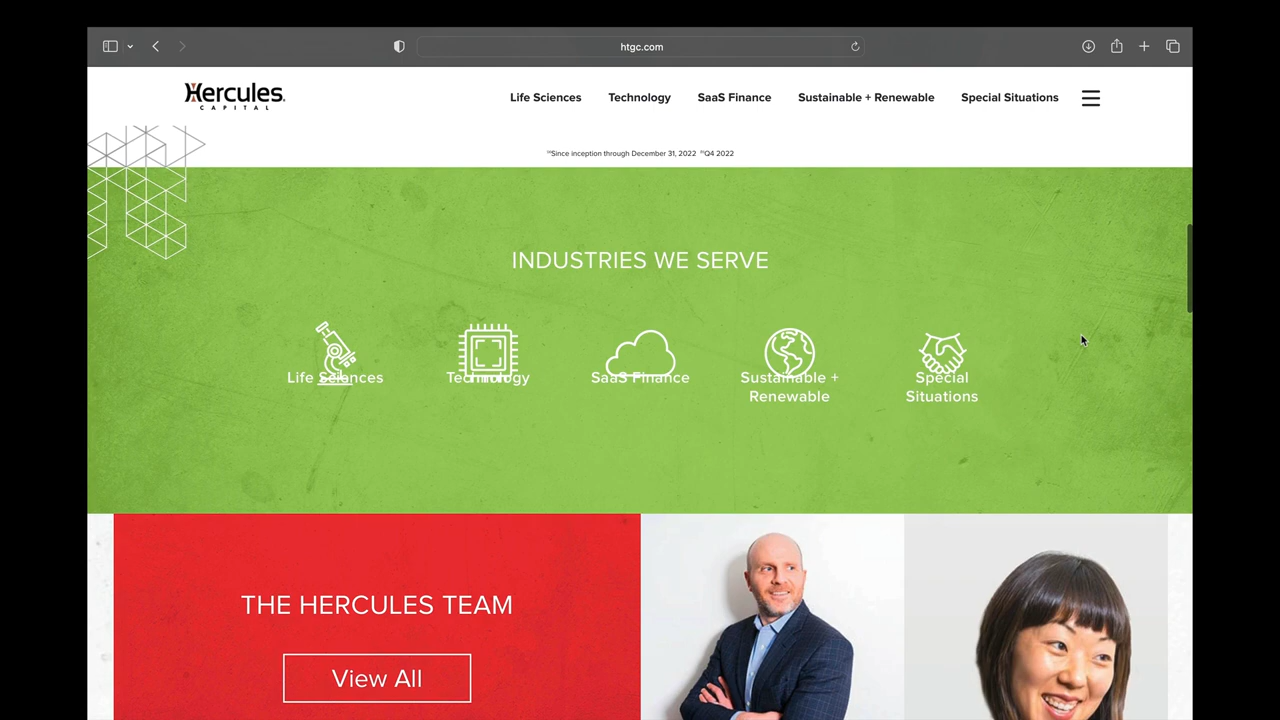 htgc.com
Hercules.
CAPITAL
Life Sciences Technology SaaS Finance Sustainable + Renewable Special Situations
Since inception through December 31, 2022 Q4 2022
INDUSTRIES WE SERVE
Life Sciences Technology SaaS Finance Sustainable + Renewable Special Situations
THE HERCULES TEAM
View All